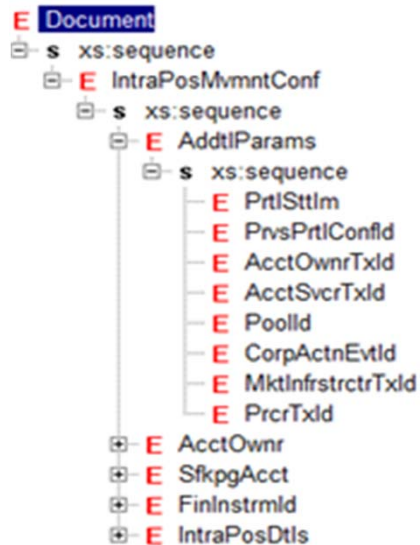 E Document
s xs:sequence
E IntraPosMvmntConf
s xs:sequence
E AddtlParams
s xs:sequence
E PrtlSttlm
E PrvsPrtlConfId
E AcctOwnrTxId
E AcctSvcrTxId
E PoolId
E CorpActnEvtId
E MktInfrstrctrTxId
E PrcrTxId
E AcctOwnr
E SfkpgAcct
E FinInstrmId
E IntraPosDtls